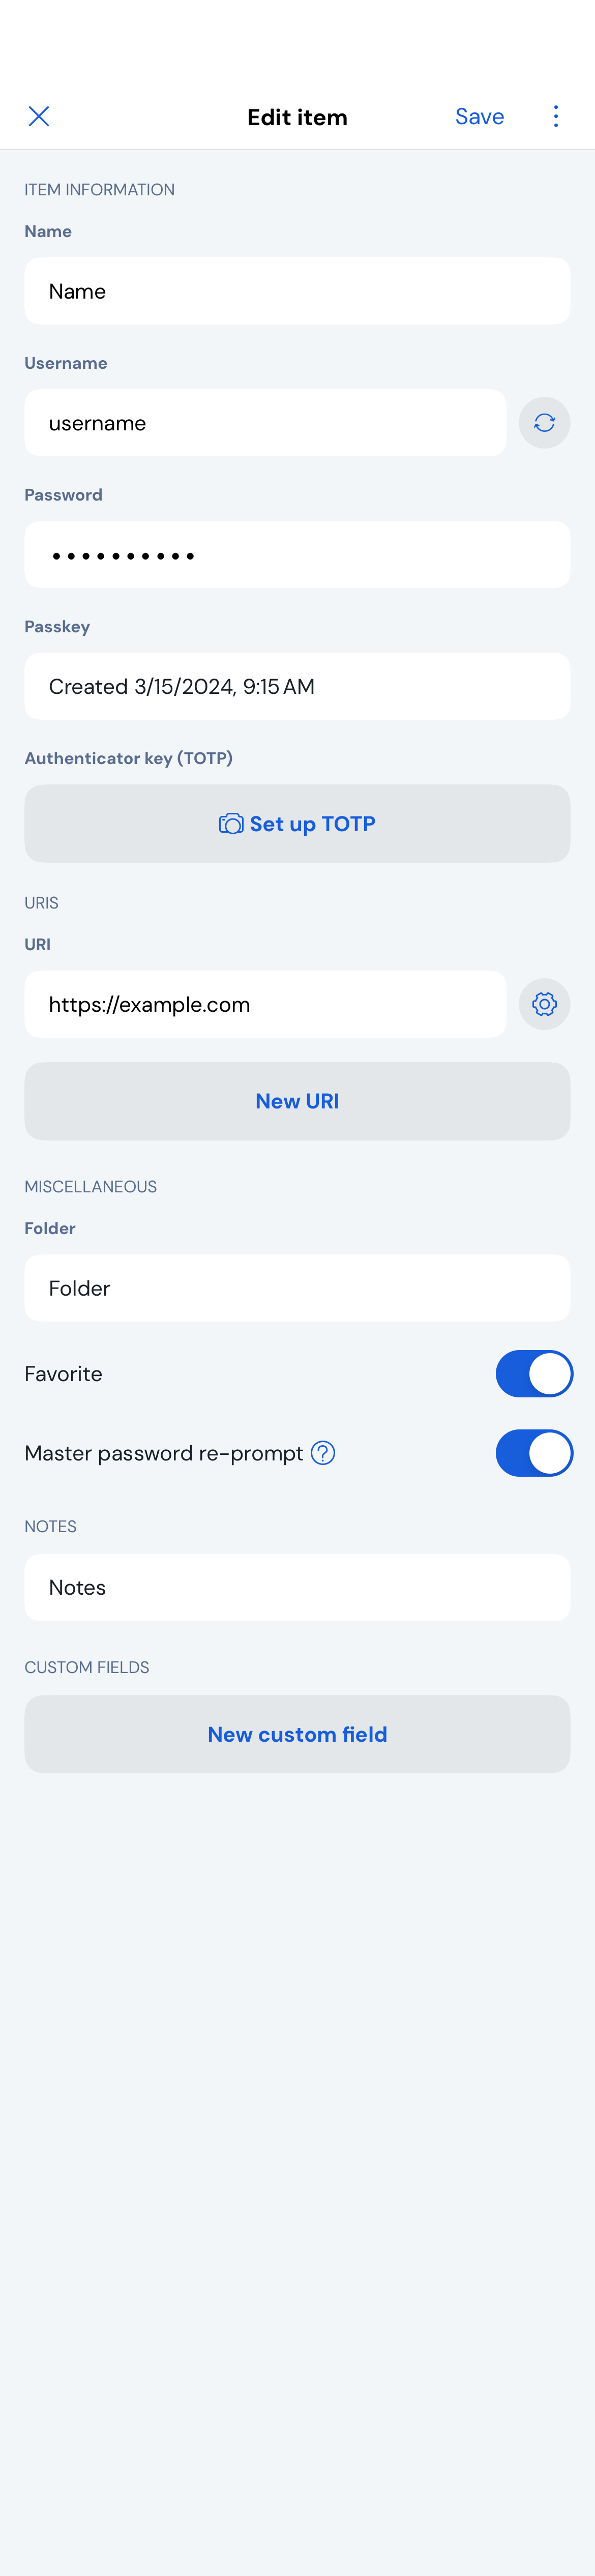 Edit item
Save
ITEM INFORMATION
Name
Name
Username
username
Password
••••••••••
Passkey
Created 3/15/2024, 9:15 AM
Authenticator key (TOTP)
Set up TOTP
URIS
URI
https://example.com
New URI
MISCELLANEOUS
Folder
Folder
Favorite
Master password re-prompt
NOTES
Notes
CUSTOM FIELDS
New custom field